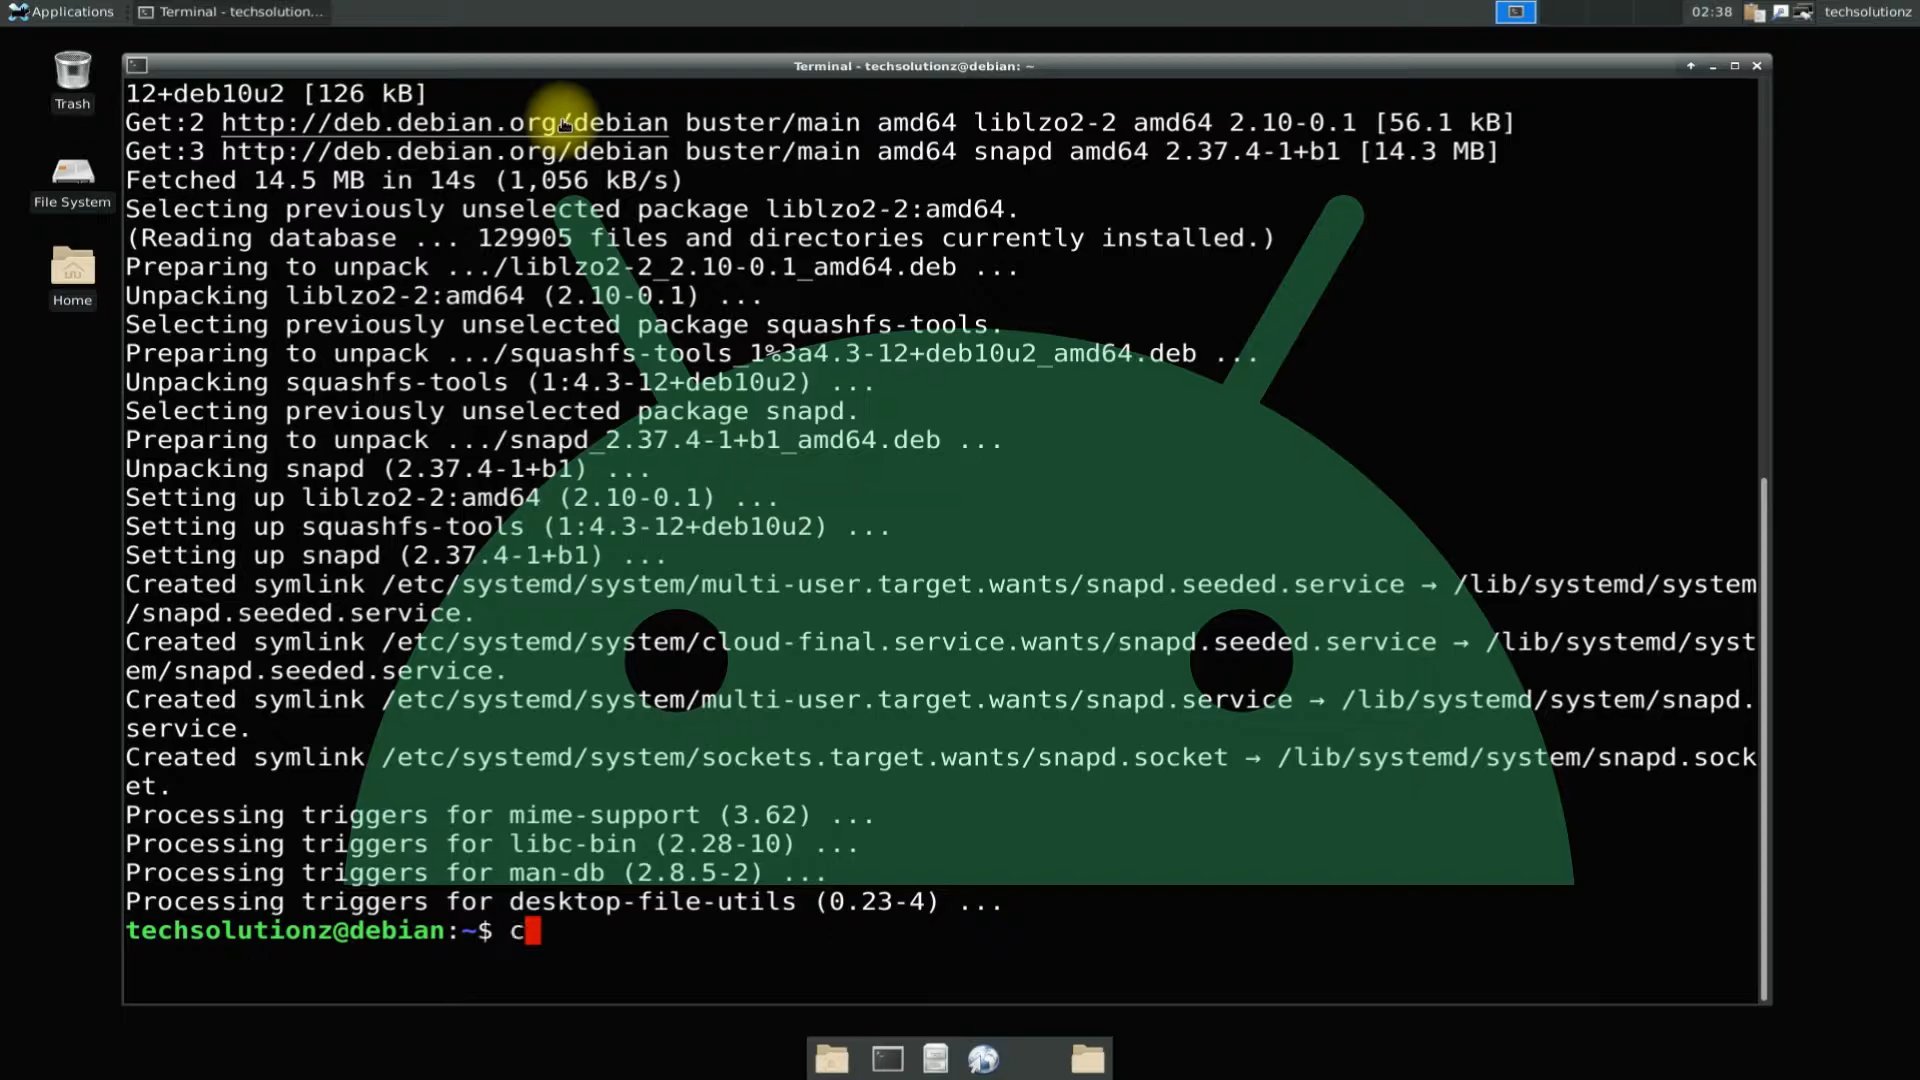 Applications
Terminal - techsolution...
02:38
techsolutionz
Trash
File System
Home
Terminal - techsolutionz@debian: ~
12+deb10u2 [126 kB]
Get:2 http://deb.debian.org/debian buster/main amd64 liblzo2-2 amd64 2.10-0.1 [56.1 kB]
Get:3 http://deb.debian.org/debian buster/main amd64 snapd amd64 2.37.4-1+b1 [14.3 MB]
Fetched 14.5 MB in 14s (1,056 kB/s)
Selecting previously unselected package liblzo2-2:amd64.
(Reading database ... 129905 files and directories currently installed.)
Preparing to unpack .../liblzo2-2_2.10-0.1_amd64.deb ...
Unpacking liblzo2-2:amd64 (2.10-0.1) ...
Selecting previously unselected package squashfs-tools.
Preparing to unpack .../squashfs-tools_1%3a4.3-12+deb10u2_amd64.deb ...
Unpacking squashfs-tools (1:4.3-12+deb10u2) ...
Selecting previously unselected package snapd.
Preparing to unpack .../snapd_2.37.4-1+b1_amd64.deb ...
Unpacking snapd (2.37.4-1+b1) ...
Setting up liblzo2-2:amd64 (2.10-0.1) ...
Setting up squashfs-tools (1:4.3-12+deb10u2) ...
Setting up snapd (2.37.4-1+b1) ...
Created symlink /etc/systemd/system/multi-user.target.wants/snapd.seeded.service → /lib/systemd/system
/snapd.seeded.service.
Created symlink /etc/systemd/system/cloud-final.service.wants/snapd.seeded.service → /lib/systemd/syst
em/snapd.seeded.service.
Created symlink /etc/systemd/system/multi-user.target.wants/snapd.service → /lib/systemd/system/snapd.
service.
Created symlink /etc/systemd/system/sockets.target.wants/snapd.socket → /lib/systemd/system/snapd.sock
et.
Processing triggers for mime-support (3.62) ...
Processing triggers for libc-bin (2.28-10) ...
Processing triggers for man-db (2.8.5-2) ...
Processing triggers for desktop-file-utils (0.23-4) ...
techsolutionz@debian:~$ c